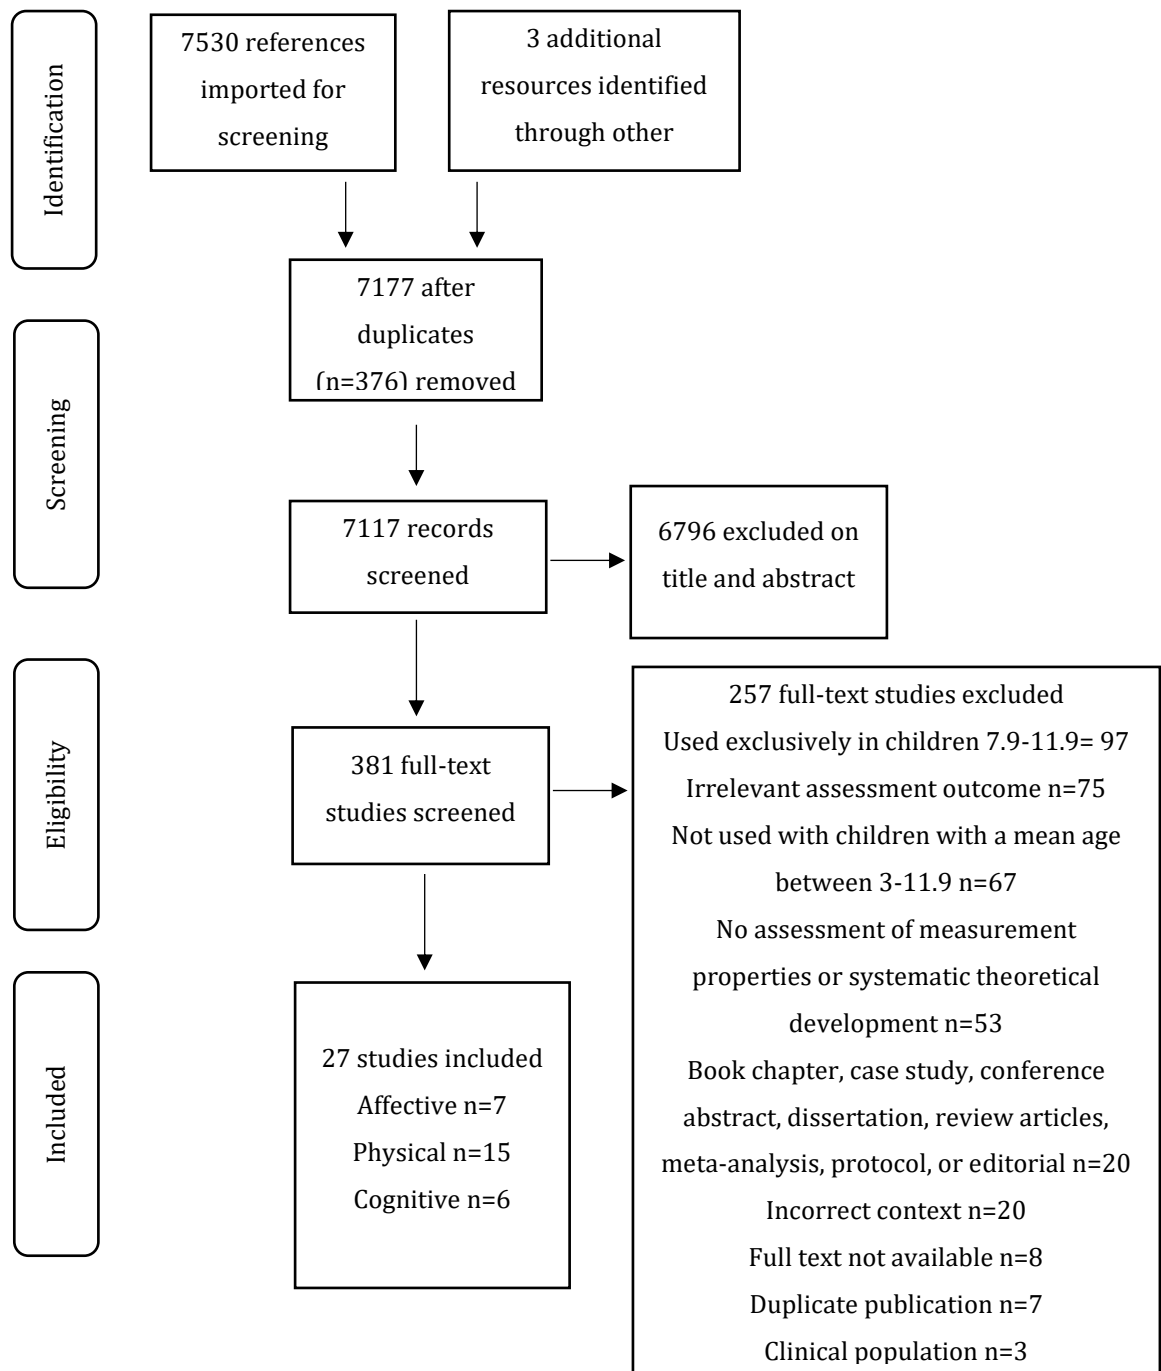 Identification
7530 references
imported for
screening
3 additional
resources identified
through other
7177 after
duplicates
(n=376) removed
Screening
7117 records
screened
6796 excluded on
title and abstract
Eligibility
381 full-text
studies screened
257 full-text studies excluded
Used exclusively in children 7.9-11.9= 97
Irrelevant assessment outcome n=75
Not used with children with a mean age
between 3-11.9 n=67
No assessment of measurement
properties or systematic theoretical
development n=53
Book chapter, case study, conference
abstract, dissertation, review articles,
meta-analysis, protocol, or editorial n=20
Incorrect context n=20
Full text not available n=8
Duplicate publication n=7
Clinical population n=3
Included
27 studies included
Affective n=7
Physical n=15
Cognitive n=6